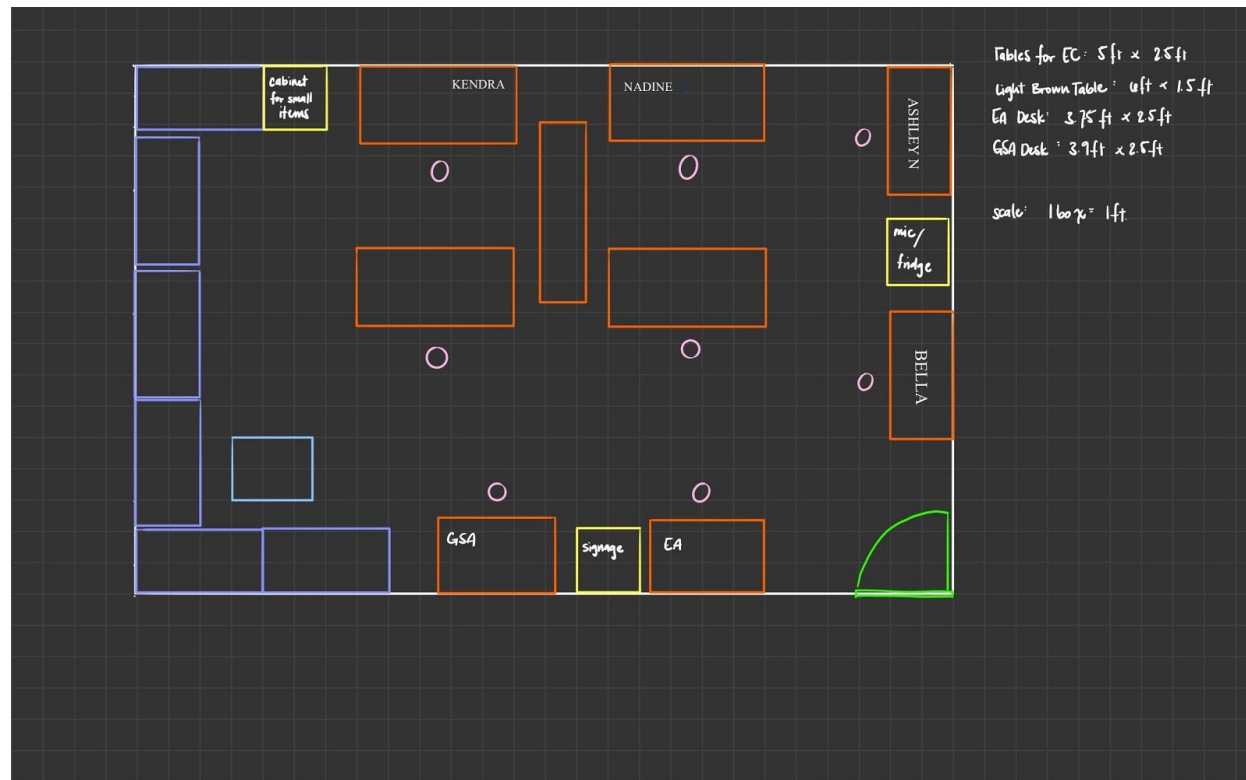 cabinet
for small
items
KENDRA
NADINE
ASHLEY N
mic/
fridge
BELLA
GSA
signage
EA
Tables for EC: 5ft x 2.5ft
Light Brown Table: 6ft x 1.5ft
EA Desk: 3.75ft x 2.5ft
GSA Desk: 3.9ft x 2.5ft
scale: 1 box = 1ft